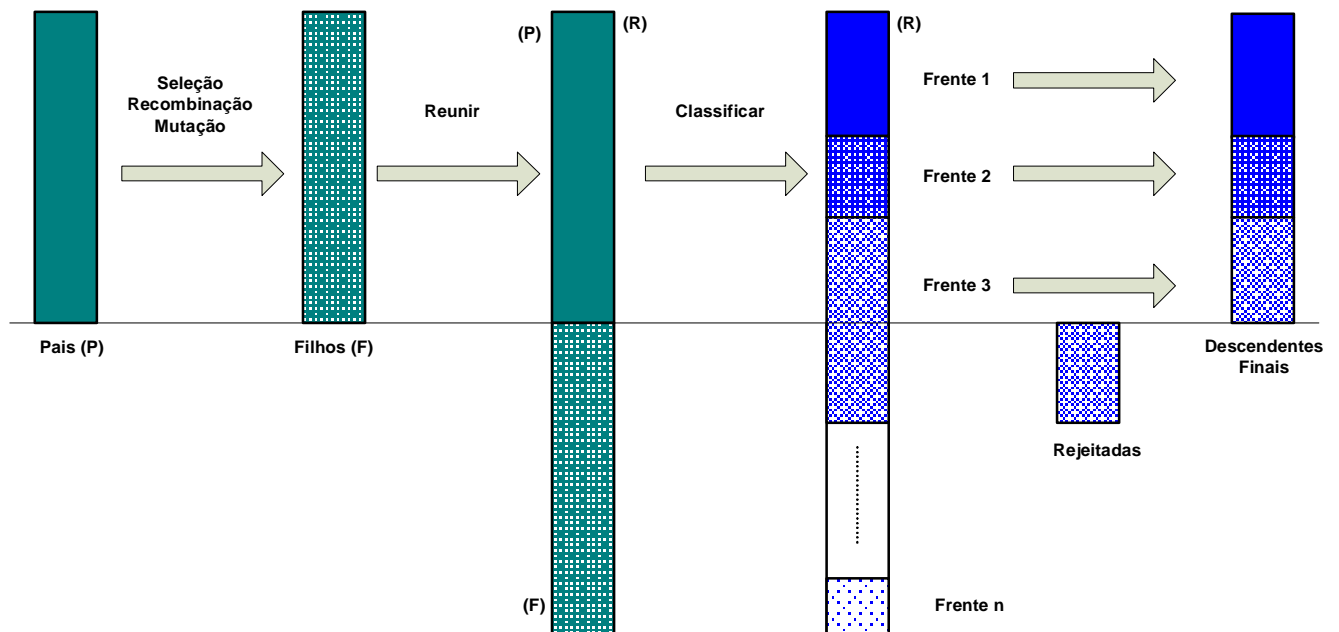 (P)
(R)
(R)
Seleção
Recombinação
Mutação
Reunir
Classificar
Frente 1
Frente 2
Frente 3
Pais (P)
Filhos (F)
Descendentes
Finais
Rejeitadas
(F)
Frente n